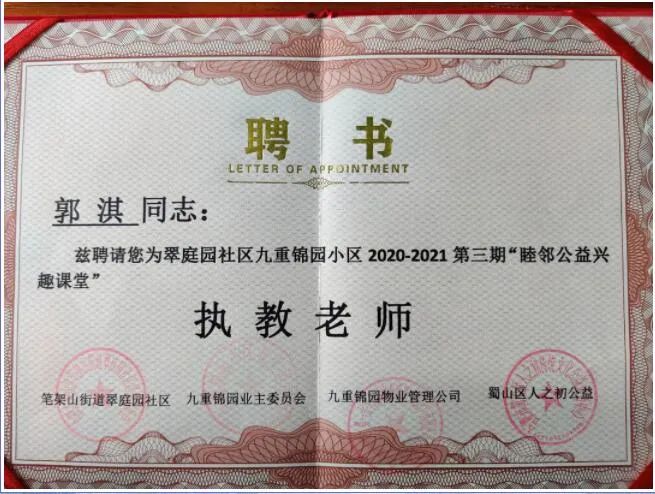 聘 书
LETTER OF APPOINTMENT
郭 淇 同志：
兹聘请您为翠庭园社区九重锦园小区 2020-2021 第三期“睦邻公益兴
趣课堂”
执教老师
笔架山街道翠庭园社区 九重锦园业主委员会 九重锦园物业管理公司 蜀山区人之初公益